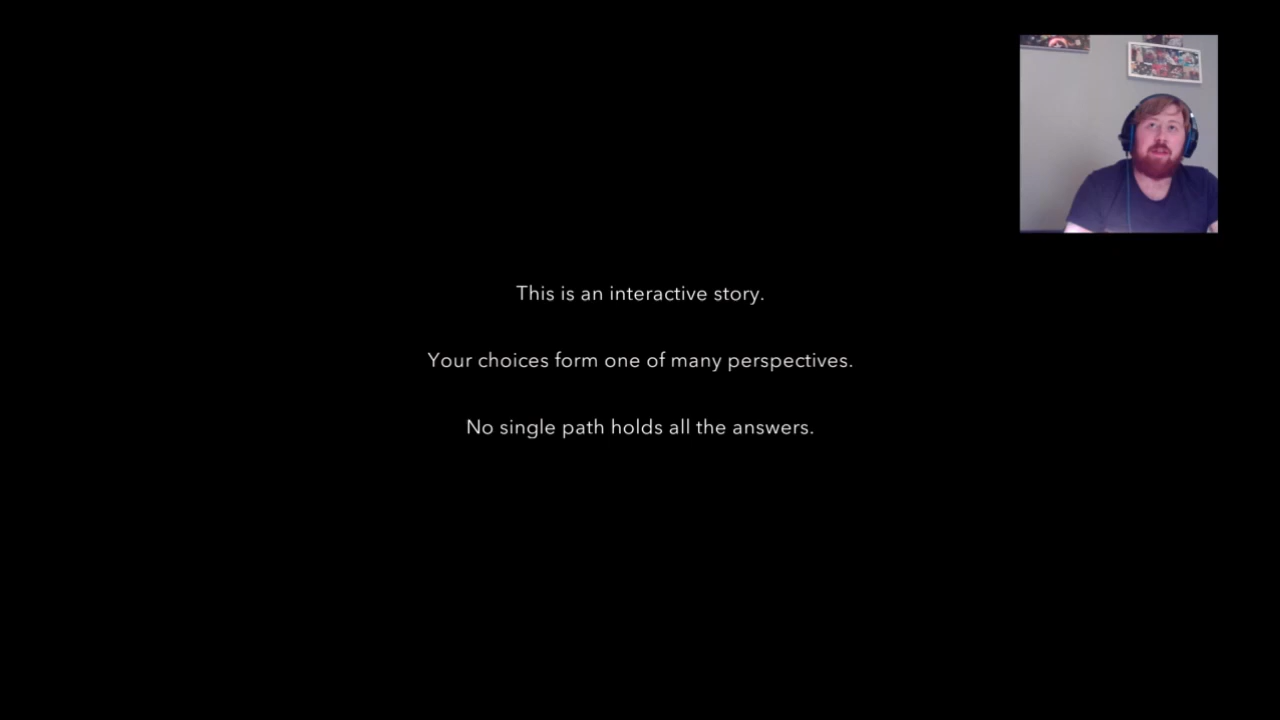 This is an interactive story.
Your choices form one of many perspectives.
No single path holds all the answers.